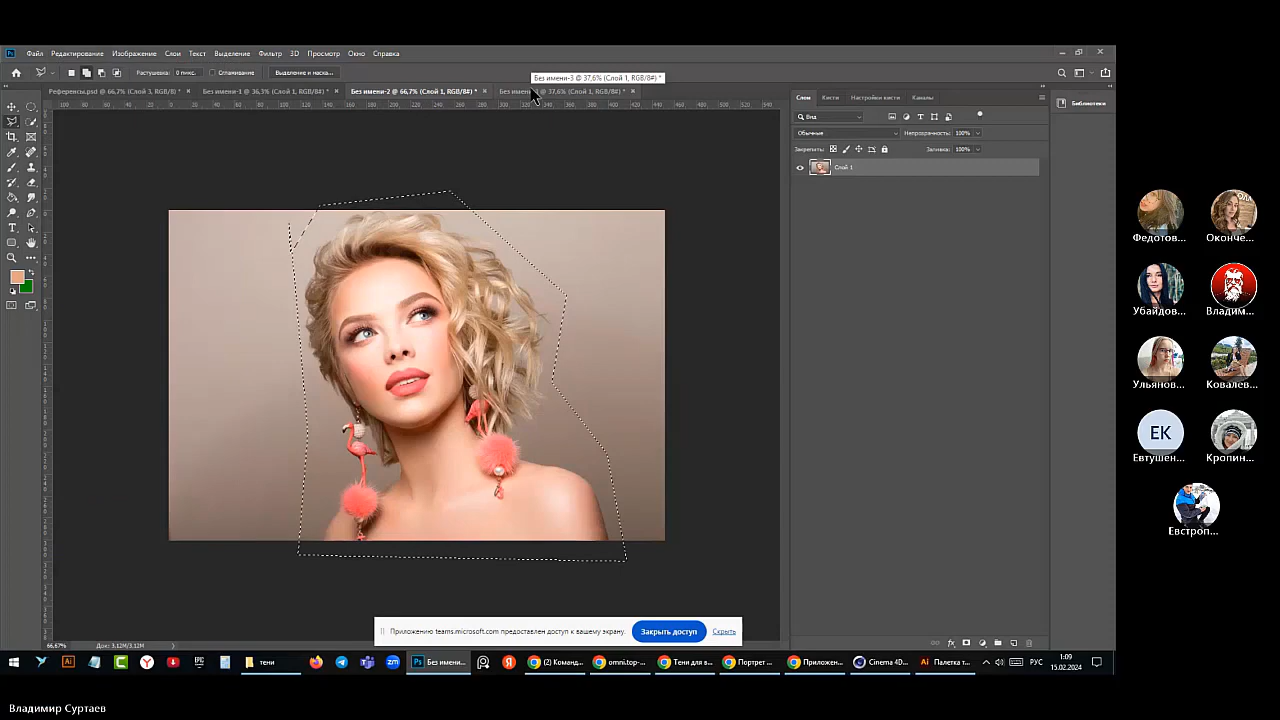 Файл Редактирование Изображение Слои Текст Выделение Фильтр 3D Просмотр Окно Справка
Растушевка: 0 пикс. Сглаживание Выделение и маска...
Без имени-3 @ 37,6% (Слой 1, RGB/8#) *
Референсы.psd @ 66,7% (Слой 3, RGB/8) * × Без имени-1 @ 36,3% (Слой 1, RGB/8#) * × Без имени-2 @ 66,7% (Слой 1, RGB/8#) * × Без имени @ 37,6% (Слой 1, RGB/8#) * ×
Слои Кисти Настройки кисти Каналы
Библиотеки
Вид
Обычные Непрозрачность: 100%
Закрепить: Заливка: 100%
Слой 1
Федотов...
Оконче...
Убайдов...
Владим...
Ульянов...
Ковалев...
EK
Евтушен...
Кропин...
Евстроп...
Приложению teams.microsoft.com предоставлен доступ к вашему экрану. Закрыть доступ Скрыть
66,67% Док: 3,12M/3,12M
тени
Без имени...
(2) Команд...
omni.top-...
Тени для в...
Портрет ...
Приложен...
Cinema 4D...
Палетка т...
РУС
1:09
15.02.2024
Владимир Суртаев